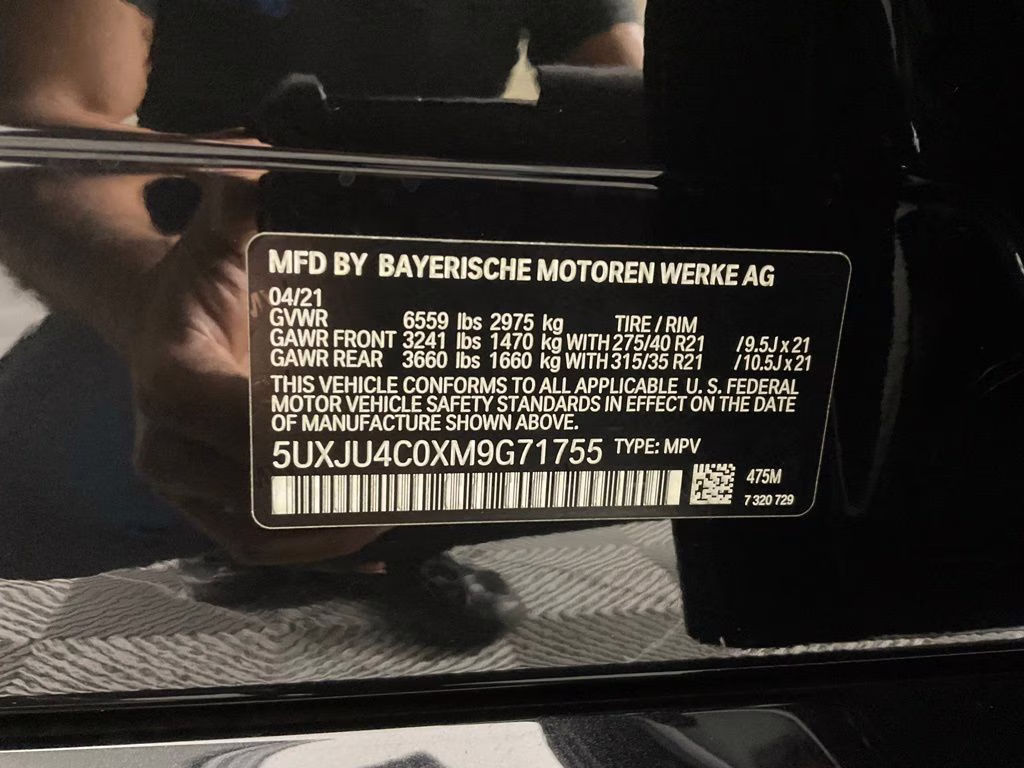 MFD BY BAYERISCHE MOTOREN WERKE AG
04/21
GVWR 6559 lbs 2975 kg TIRE / RIM
GAWR FRONT 3241 lbs 1470 kg WITH 275/40 R21 /9.5J x 21
GAWR REAR 3660 lbs 1660 kg WITH 315/35 R21 /10.5J x 21
THIS VEHICLE CONFORMS TO ALL APPLICABLE U.S. FEDERAL
MOTOR VEHICLE SAFETY STANDARDS IN EFFECT ON THE DATE
OF MANUFACTURE SHOWN ABOVE.
5UXJU4C0XM9G71755 TYPE: MPV
475M
7 320 729